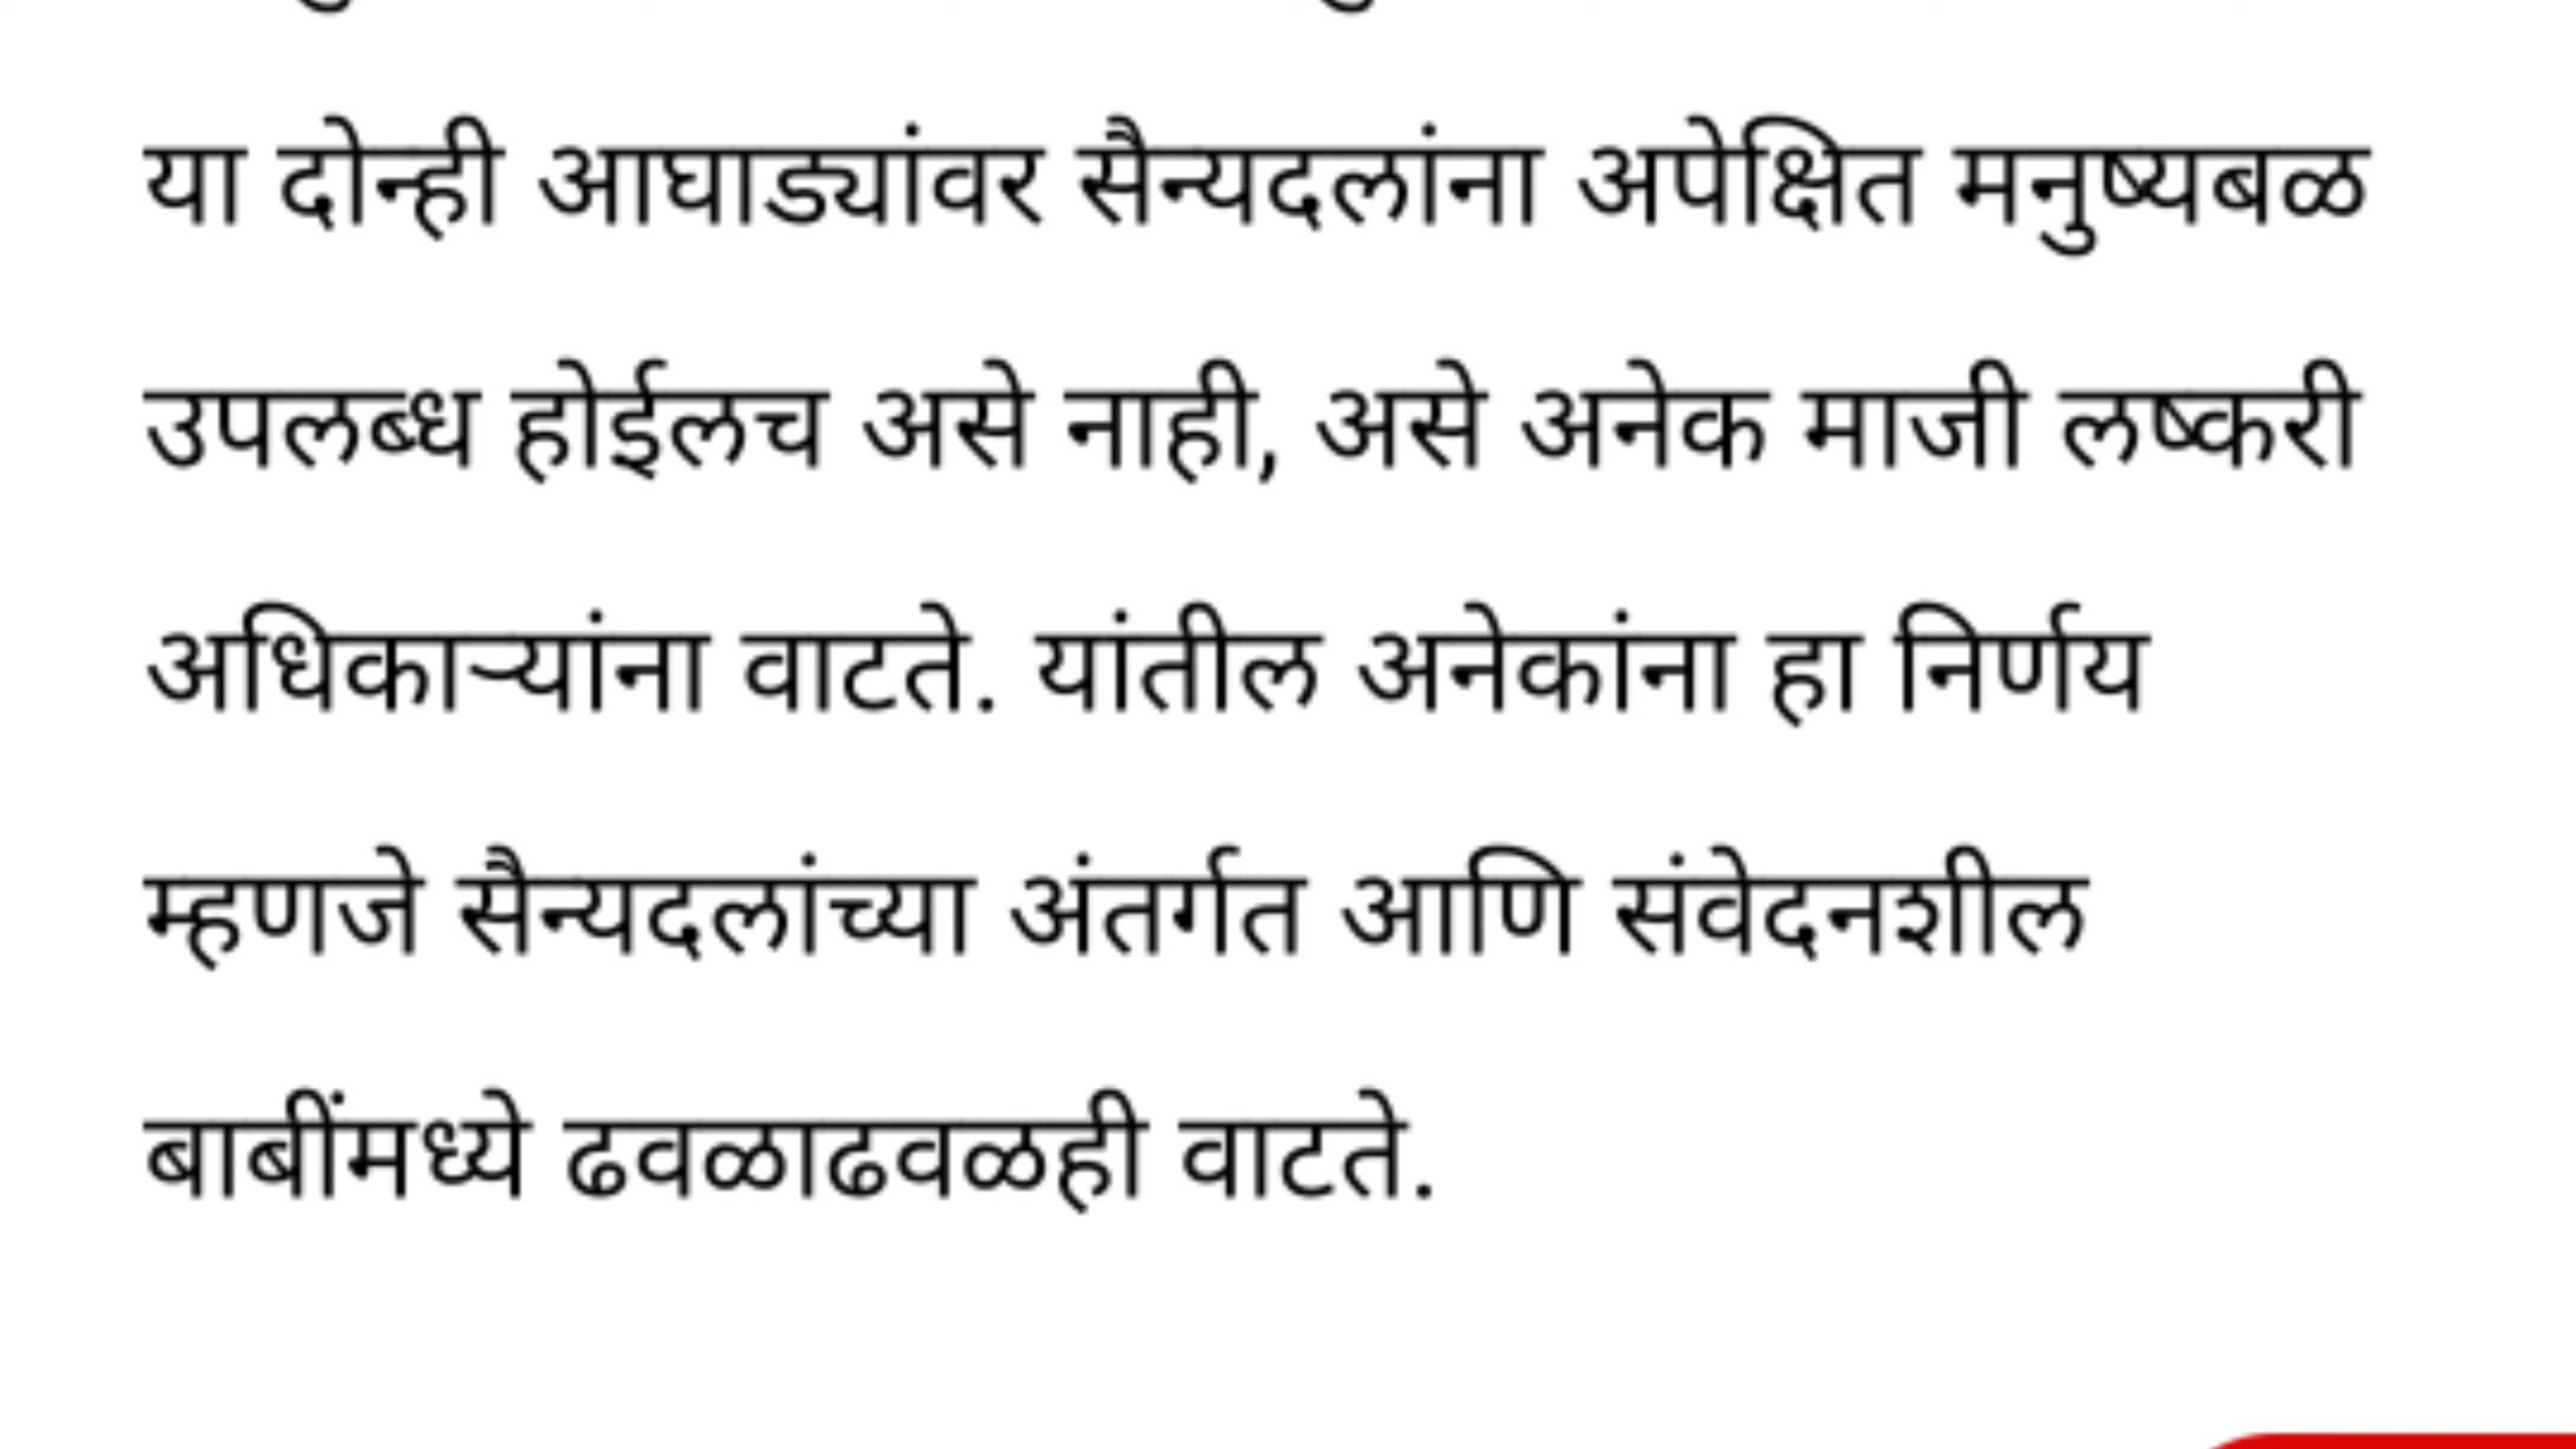 या दोन्ही आघाड्यांवर सैन्यदलांना अपेक्षित मनुष्यबळ
उपलब्ध होईलच असे नाही, असे अनेक माजी लष्करी
अधिकाऱ्यांना वाटते. यांतील अनेकांना हा निर्णय
म्हणजे सैन्यदलांच्या अंतर्गत आणि संवेदनशील
बाबींमध्ये ढवळाढवळही वाटते.